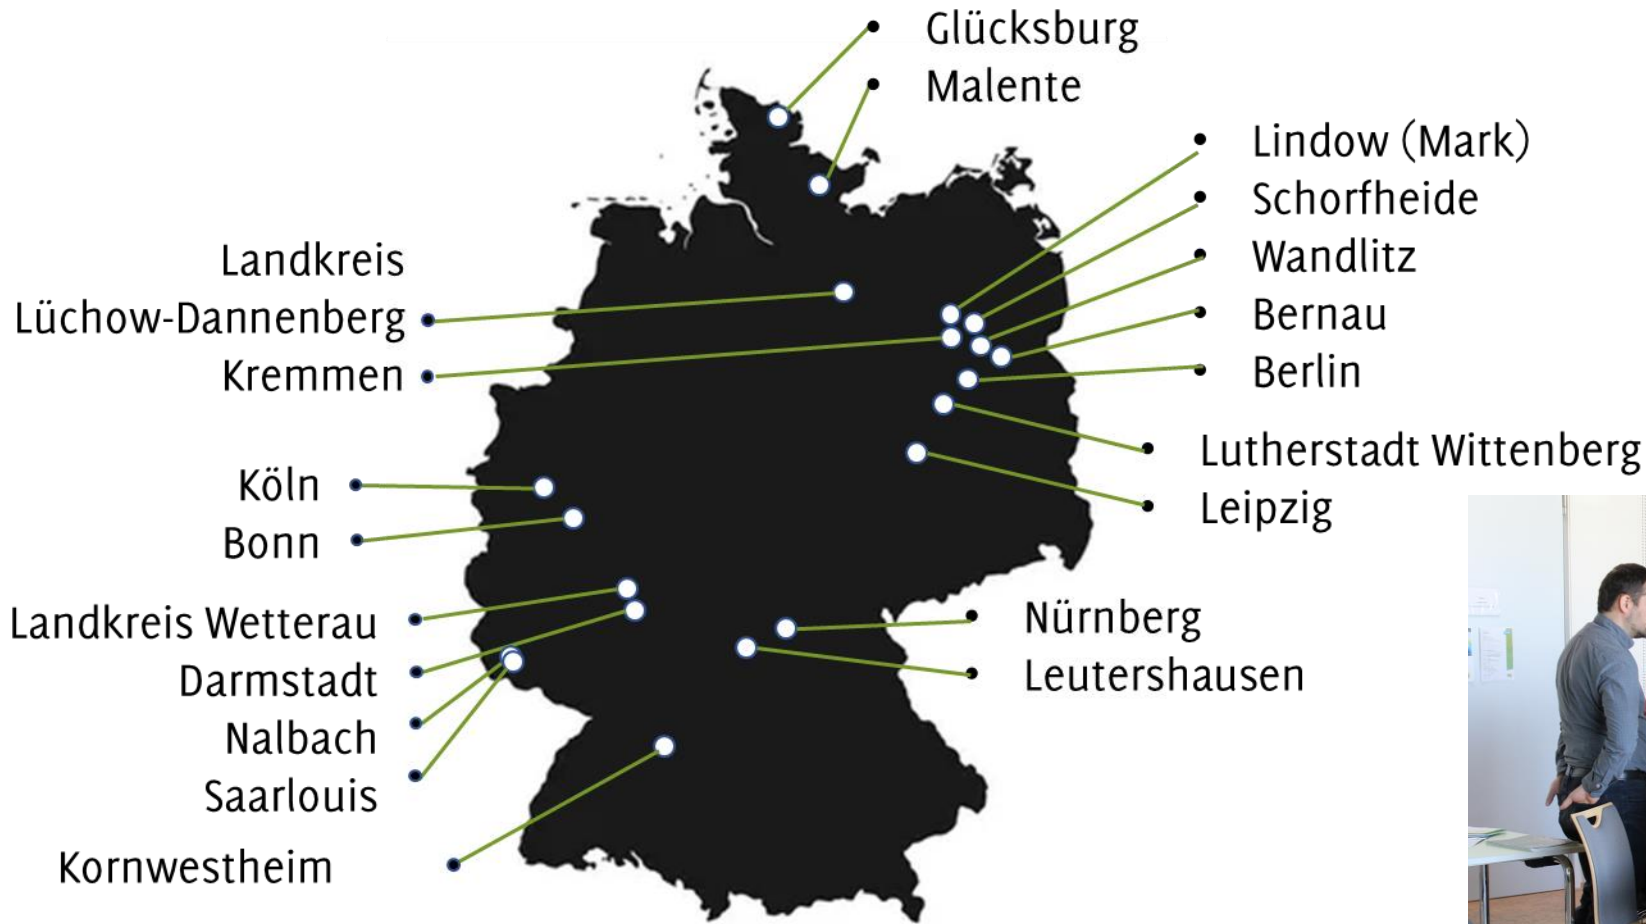 Glücksburg
Malente
Lindow (Mark)
Schorfheide
Wandlitz
Bernau
Berlin
Lutherstadt Wittenberg
Leipzig
Nürnberg
Leutershausen
Landkreis
Lüchow-Dannenberg
Kremmen
Köln
Bonn
Landkreis Wetterau
Darmstadt
Nalbach
Saarlouis
Kornwestheim